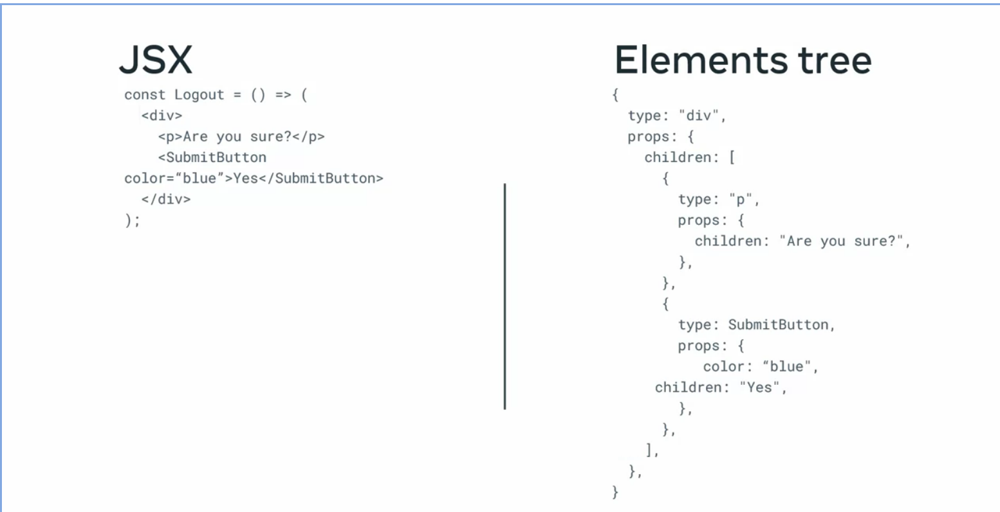 JSX
const Logout = () => (
<div>
<p>Are you sure?</p>
<SubmitButton
color=“blue”>Yes</SubmitButton>
</div>
);
Elements tree
{
type: "div",
props: {
children: [
{
type: "p",
props: {
children: "Are you sure?",
},
},
{
type: SubmitButton,
props: {
color: “blue",
children: "Yes",
},
},
],
},
}